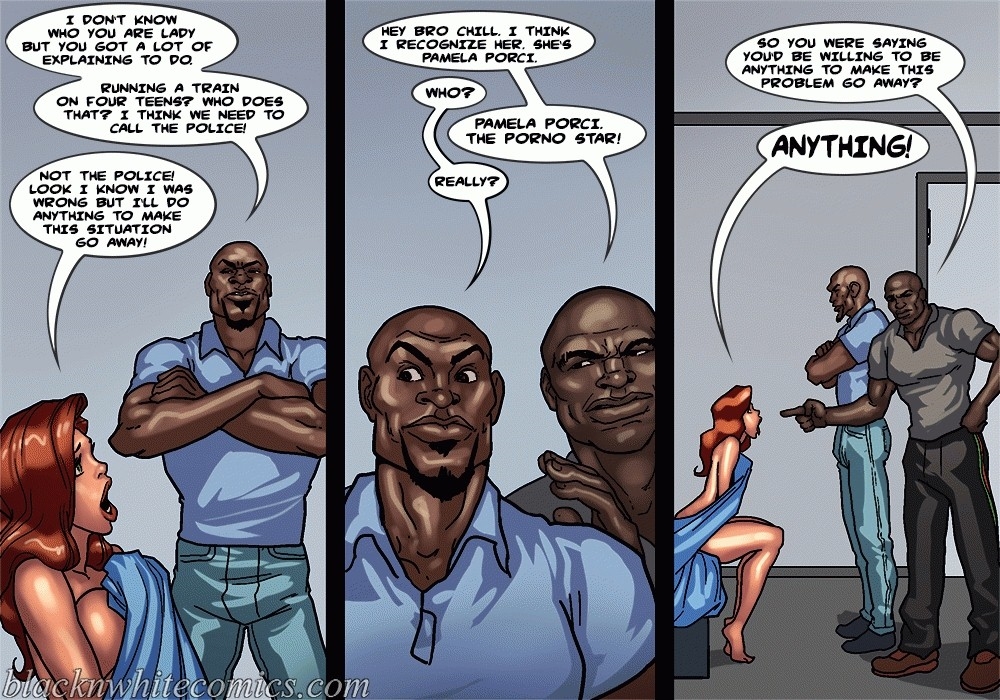 I DON'T KNOW
WHO YOU ARE LADY
BUT YOU GOT A LOT OF
EXPLAINING TO DO.
RUNNING A TRAIN
ON FOUR TEENS? WHO DOES
THAT? I THINK WE NEED TO
CALL THE POLICE!
NOT THE POLICE!
LOOK I KNOW I WAS
WRONG BUT I'LL DO
ANYTHING TO MAKE
THIS SITUATION
GO AWAY!
HEY BRO CHILL. I THINK
I RECOGNIZE HER. SHE'S
PAMELA PORCI.
WHO?
PAMELA PORCI.
THE PORNO STAR!
REALLY?
SO YOU WERE SAYING
YOU'D BE WILLING TO BE
ANYTHING TO MAKE THIS
PROBLEM GO AWAY?
ANYTHING!
blacknwhitecomics.com